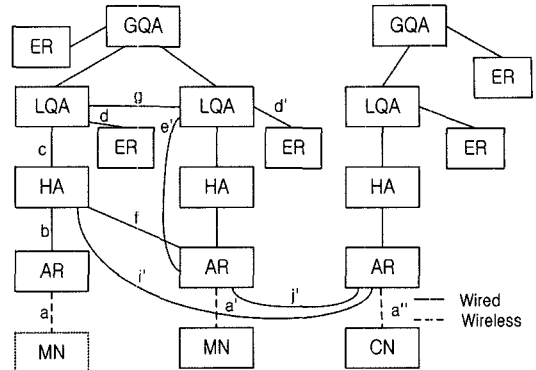 GQA
GQA
ER
ER
LQA
g
LQA
d'
LQA
d
e'
c
ER
ER
ER
HA
HA
HA
b
f
i'
AR
AR
AR
j'
a
a'
a"
Wired
Wireless
MN
MN
CN